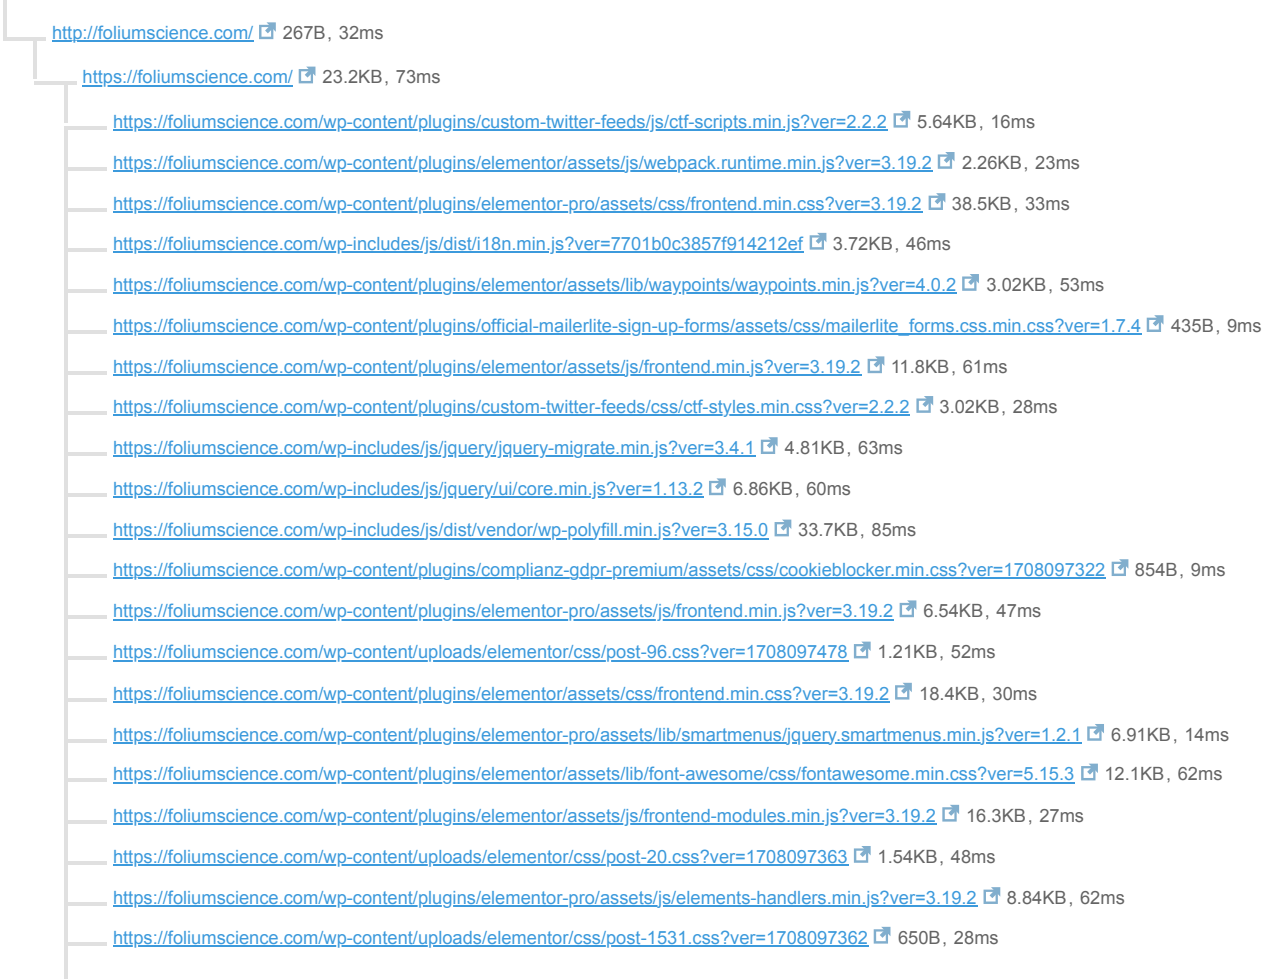 http://foliumscience.com/ 267B, 32ms
https://foliumscience.com/ 23.2KB, 73ms
https://foliumscience.com/wp-content/plugins/custom-twitter-feeds/js/ctf-scripts.min.js?ver=2.2.2 5.64KB, 16ms
https://foliumscience.com/wp-content/plugins/elementor/assets/js/webpack.runtime.min.js?ver=3.19.2 2.26KB, 23ms
https://foliumscience.com/wp-content/plugins/elementor-pro/assets/css/frontend.min.css?ver=3.19.2 38.5KB, 33ms
https://foliumscience.com/wp-includes/js/dist/i18n.min.js?ver=7701b0c3857f914212ef 3.72KB, 46ms
https://foliumscience.com/wp-content/plugins/elementor/assets/lib/waypoints/waypoints.min.js?ver=4.0.2 3.02KB, 53ms
https://foliumscience.com/wp-content/plugins/official-mailerlite-sign-up-forms/assets/css/mailerlite_forms.css.min.css?ver=1.7.4 435B, 9ms
https://foliumscience.com/wp-content/plugins/elementor/assets/js/frontend.min.js?ver=3.19.2 11.8KB, 61ms
https://foliumscience.com/wp-content/plugins/custom-twitter-feeds/css/ctf-styles.min.css?ver=2.2.2 3.02KB, 28ms
https://foliumscience.com/wp-includes/js/jquery/jquery-migrate.min.js?ver=3.4.1 4.81KB, 63ms
https://foliumscience.com/wp-includes/js/jquery/ui/core.min.js?ver=1.13.2 6.86KB, 60ms
https://foliumscience.com/wp-includes/js/dist/vendor/wp-polyfill.min.js?ver=3.15.0 33.7KB, 85ms
https://foliumscience.com/wp-content/plugins/complianz-gdpr-premium/assets/css/cookieblocker.min.css?ver=1708097322 854B, 9ms
https://foliumscience.com/wp-content/plugins/elementor-pro/assets/js/frontend.min.js?ver=3.19.2 6.54KB, 47ms
https://foliumscience.com/wp-content/uploads/elementor/css/post-96.css?ver=1708097478 1.21KB, 52ms
https://foliumscience.com/wp-content/plugins/elementor/assets/css/frontend.min.css?ver=3.19.2 18.4KB, 30ms
https://foliumscience.com/wp-content/plugins/elementor-pro/assets/lib/smartmenus/jquery.smartmenus.min.js?ver=1.2.1 6.91KB, 14ms
https://foliumscience.com/wp-content/plugins/elementor/assets/lib/font-awesome/css/fontawesome.min.css?ver=5.15.3 12.1KB, 62ms
https://foliumscience.com/wp-content/plugins/elementor/assets/js/frontend-modules.min.js?ver=3.19.2 16.3KB, 27ms
https://foliumscience.com/wp-content/uploads/elementor/css/post-20.css?ver=1708097363 1.54KB, 48ms
https://foliumscience.com/wp-content/plugins/elementor-pro/assets/js/elements-handlers.min.js?ver=3.19.2 8.84KB, 62ms
https://foliumscience.com/wp-content/uploads/elementor/css/post-1531.css?ver=1708097362 650B, 28ms